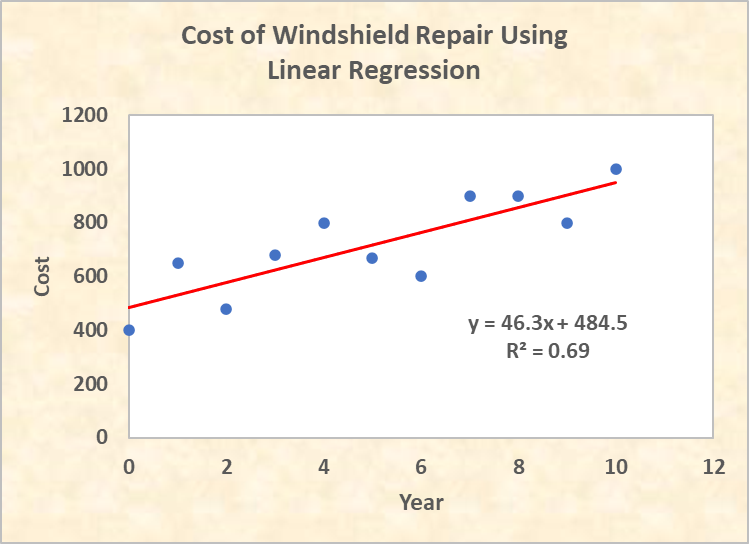 Cost of Windshield Repair Using
Linear Regression
1200
1000
800
600
400
200
0
Cost
y = 46.3x + 484.5
R² = 0.69
0 2 4 6 8 10 12
Year